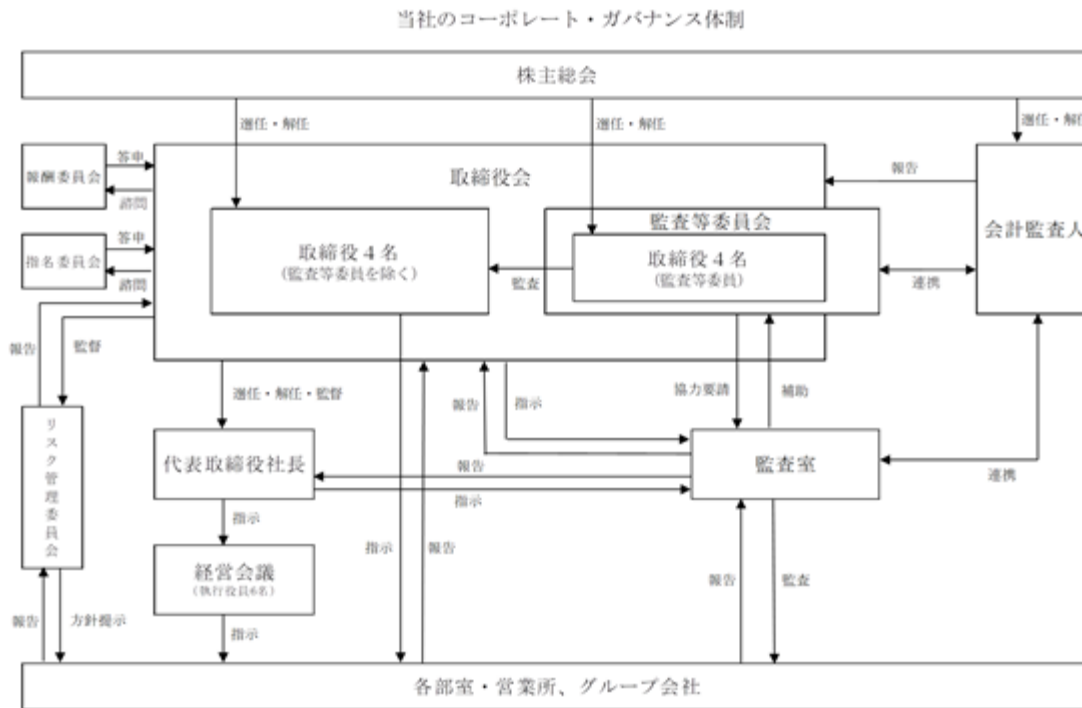 当社のコーポレート・ガバナンス体制
株主総会
選任・解任
選任・解任
選任・解任
報酬委員会
答申
諮問
取締役会
報告
会計監査人
指名委員会
答申
諮問
取締役4名
(監査等委員を除く)
監査
監査等委員会
取締役4名
(監査等委員)
連携
報告
監督
選任・解任・監督
報告
指示
協力要請
補助
リスク管理委員会
代表取締役社長
報告
指示
監査室
連携
指示
経営会議
(執行役員6名)
指示
報告
報告
監査
報告
方針提示
指示
各部室・営業所、グループ会社